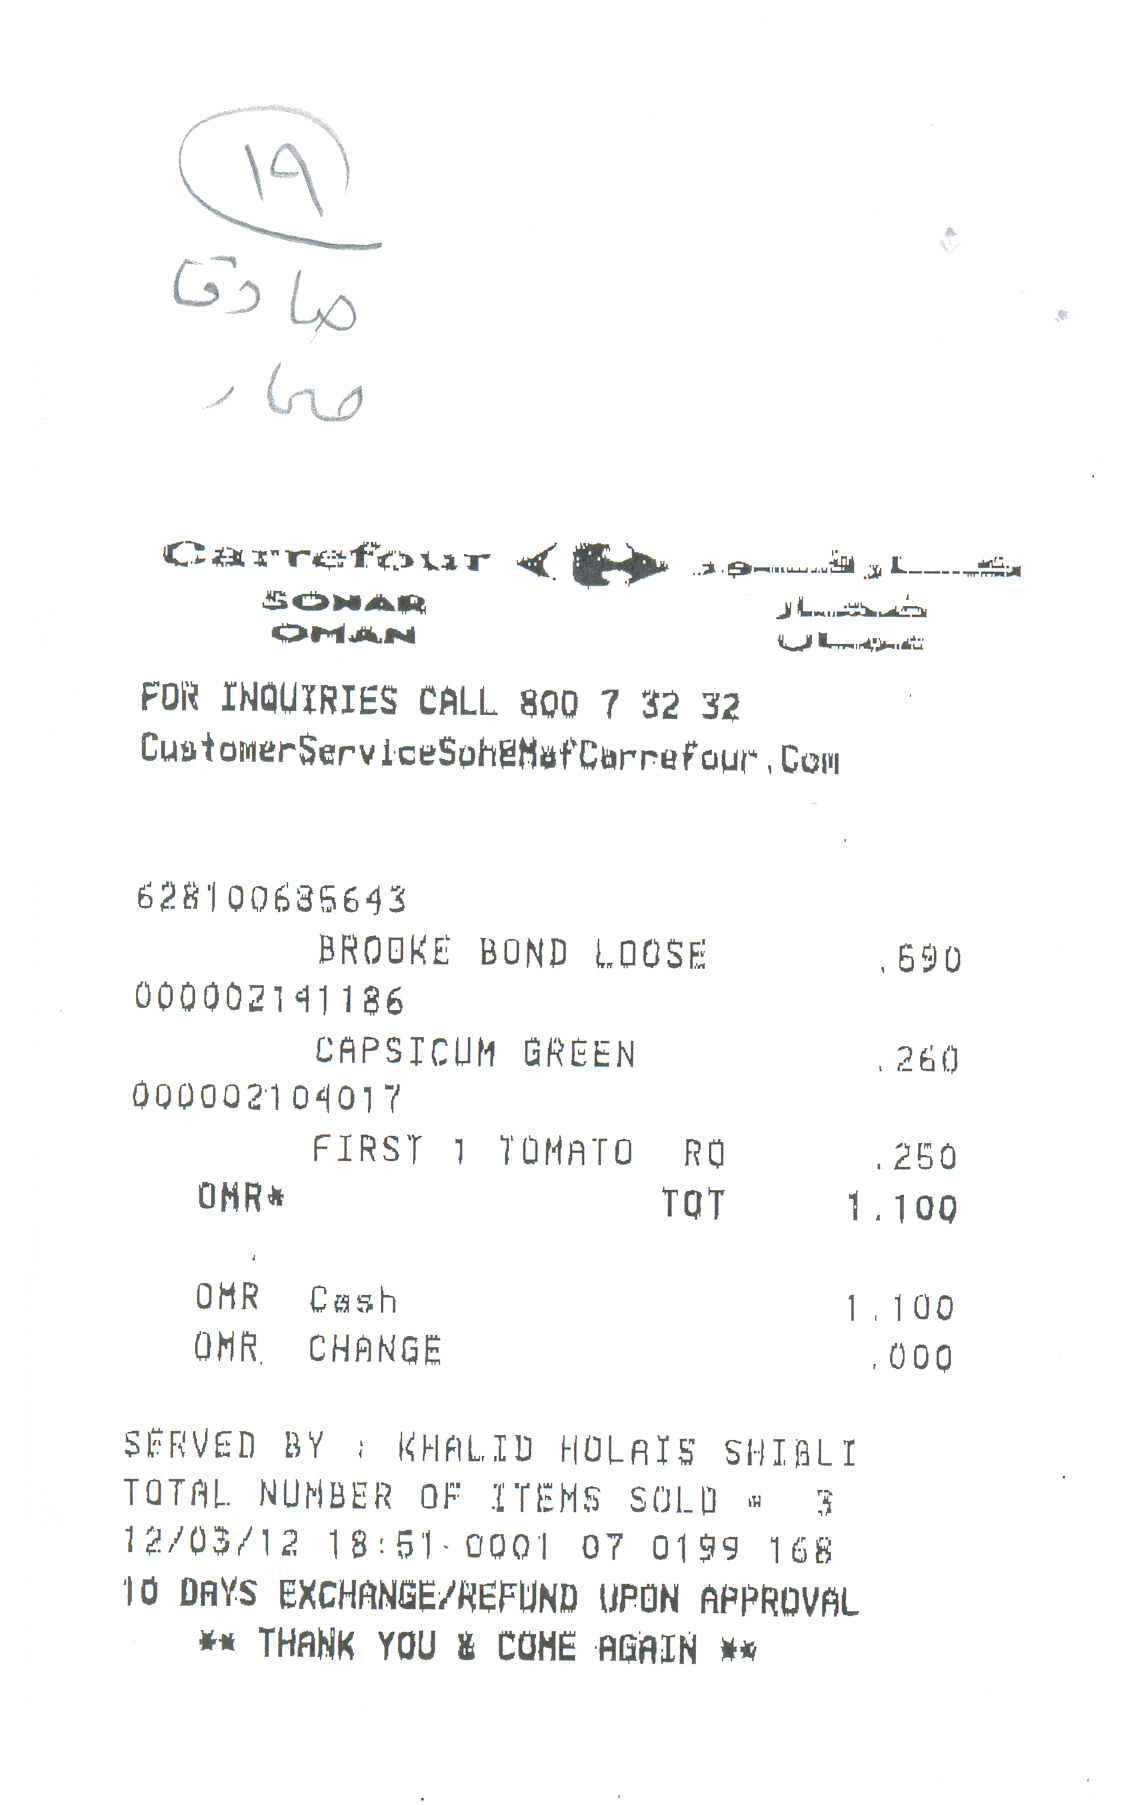 ١٩
صحار
Carrefour كارفور
SOHAR صحار
OMAN عمان
FOR INQUIRIES CALL 800 7 32 32
CustomerServiceSoh@MafCarrefour.Com
628100635643
BROOKE BOND LOOSE .590
000002141186
CAPSICUM GREEN .260
000002104017
FIRST 1 TOMATO RO .250
OMR* TOT 1.100
OMR Cash 1.100
OMR CHANGE .000
SERVED BY : KHALID HOLAIS SHIBLI
TOTAL NUMBER OF ITEMS SOLD = 3
12/03/12 18:51 0001 07 0199 168
10 DAYS EXCHANGE/REFUND UPON APPROVAL
** THANK YOU & COME AGAIN **